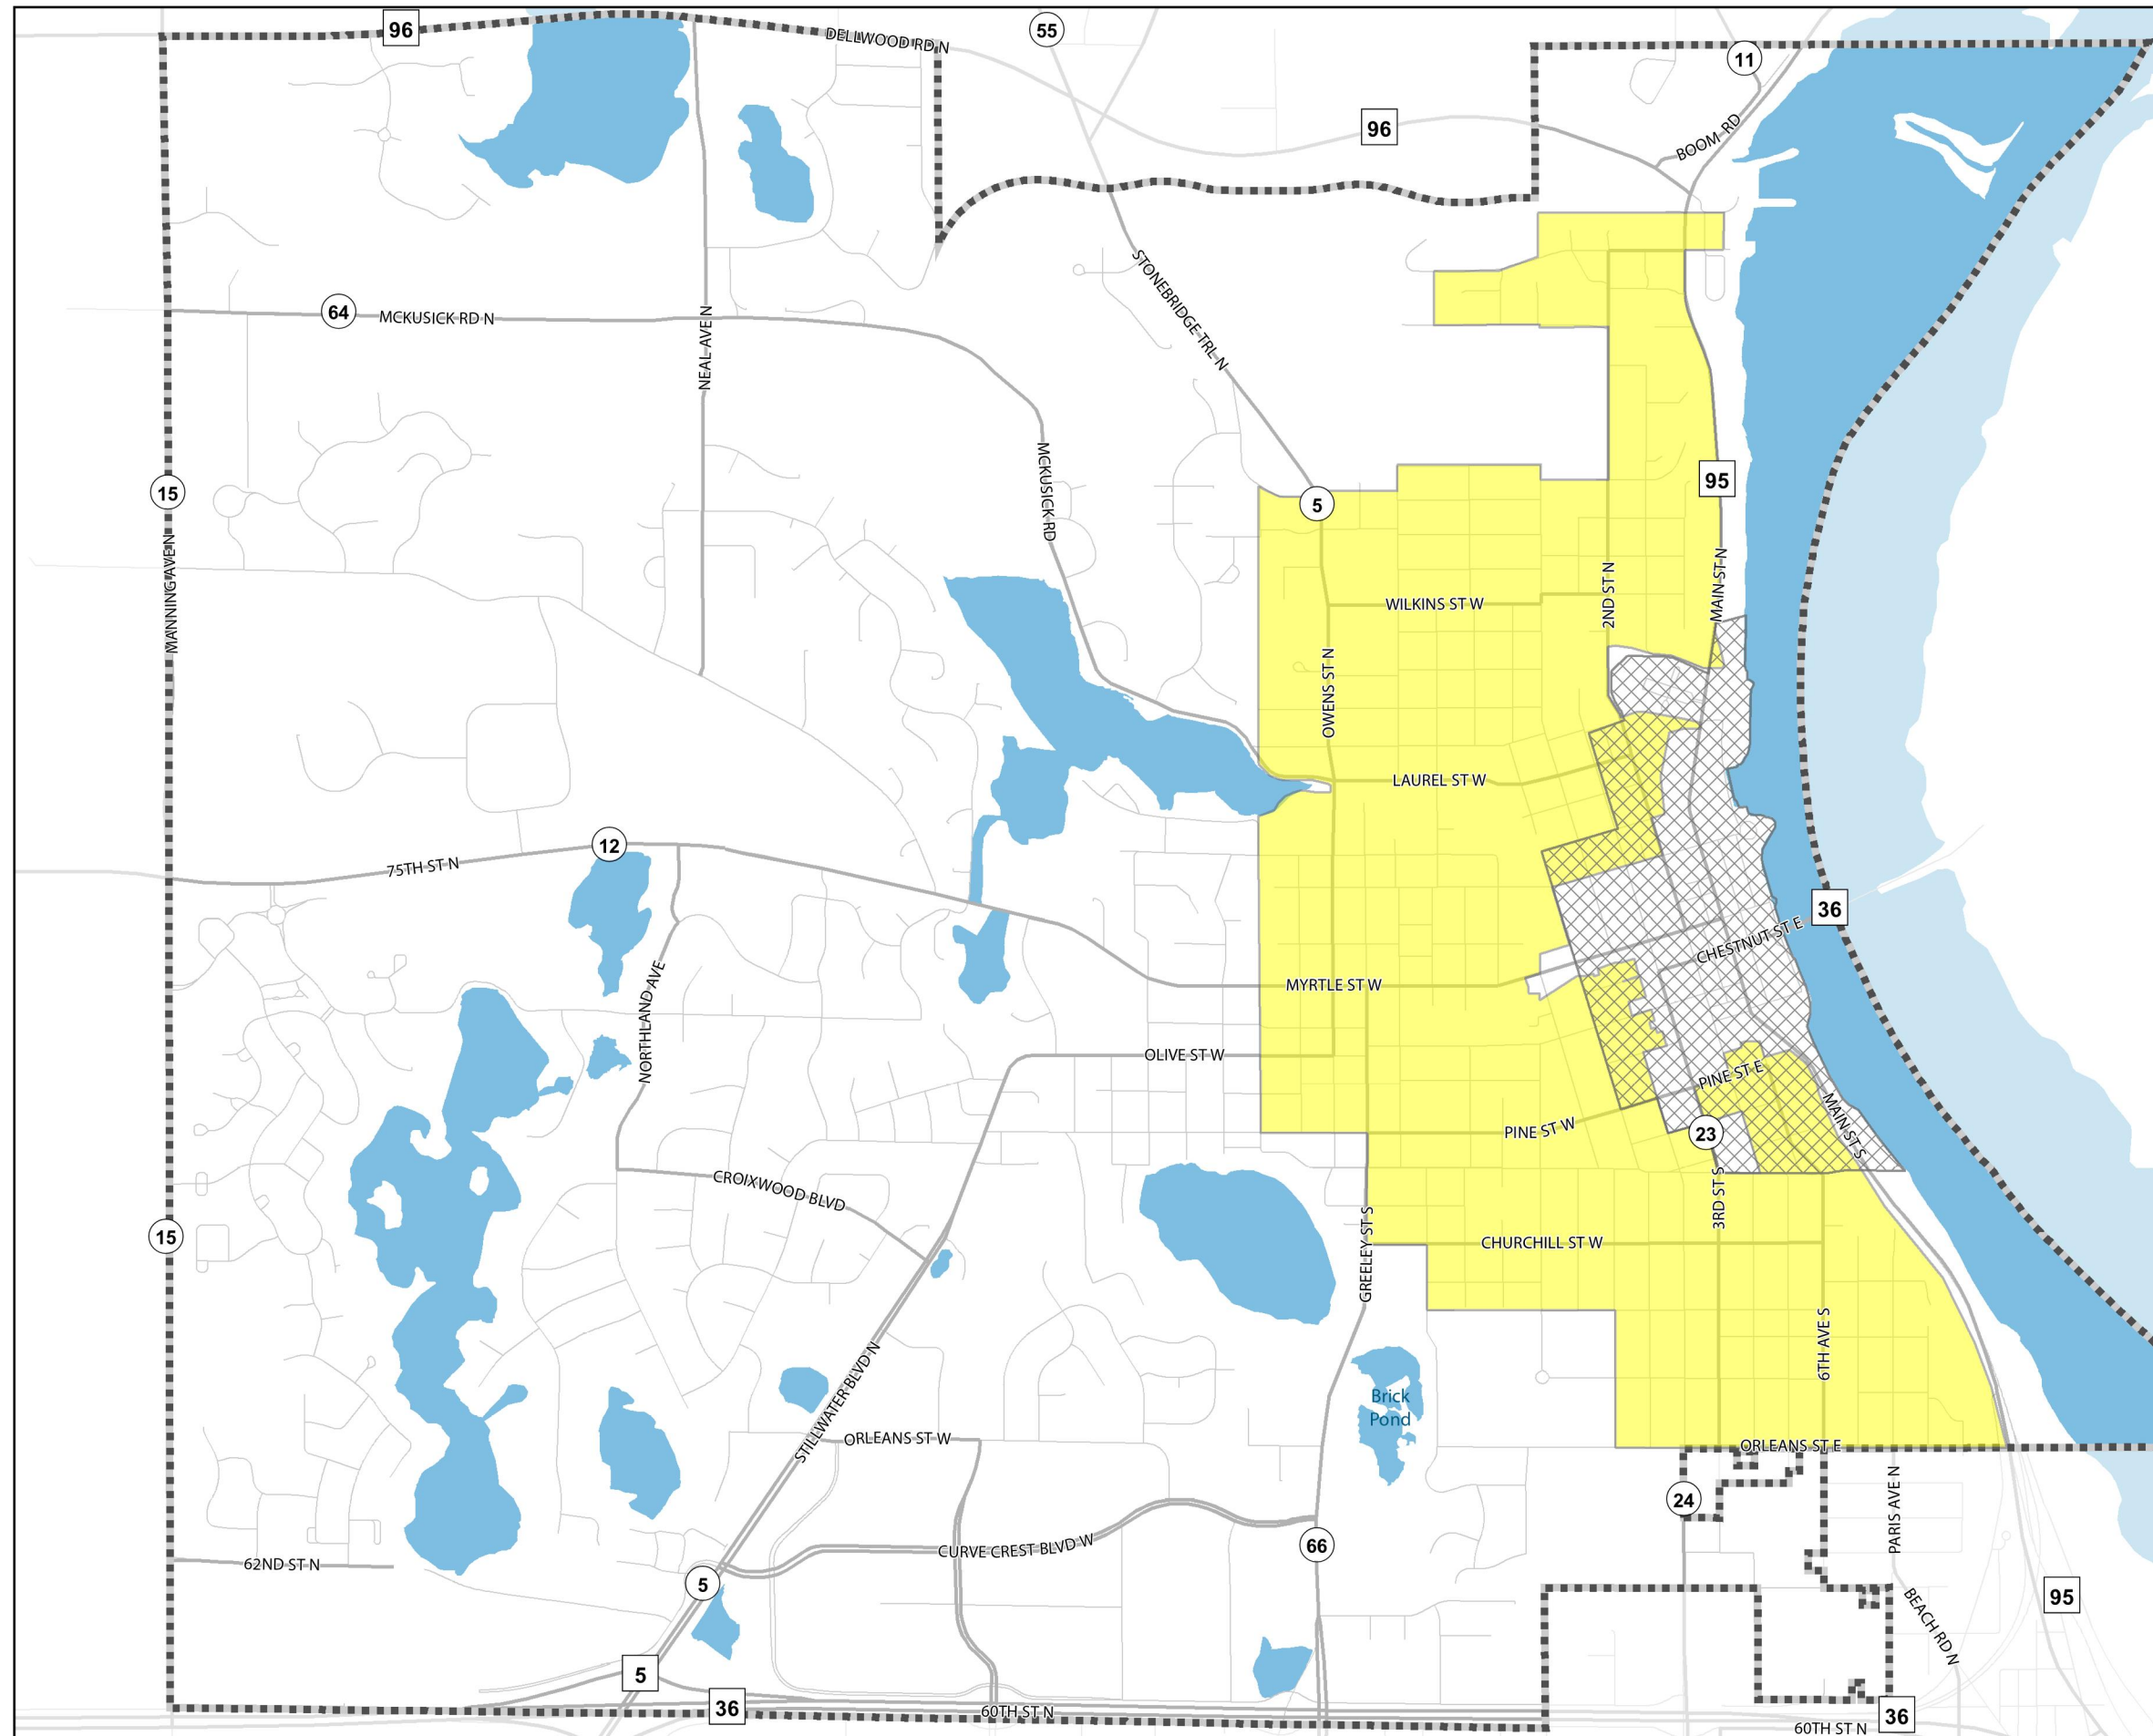 96
DELLWOOD RD N
55
11
96
BOOM RD
STONEBRIDGE TRL N
64
MCKUSICK RD N
NEAL AVE N
MCKUSICK RD
15
5
95
MANNING AVE N
WILKINS ST W
2ND ST N
MAIN ST N
OWENS ST N
LAUREL ST W
12
75TH ST N
36
CHESTNUT ST E
MYRTLE ST W
NORTHLAND AVE
OLIVE ST W
PINE ST E
MAIN ST S
PINE ST W
23
CROIXWOOD BLVD
3RD ST S
15
GREELEY ST S
CHURCHILL ST W
6TH AVE S
STILLWATER BLVD N
Brick
Pond
ORLEANS ST W
ORLEANS ST E
24
PARIS AVE N
CURVE CREST BLVD W
66
62ND ST N
5
95
BEACH RD N
5
36
60TH ST N
36
60TH ST N